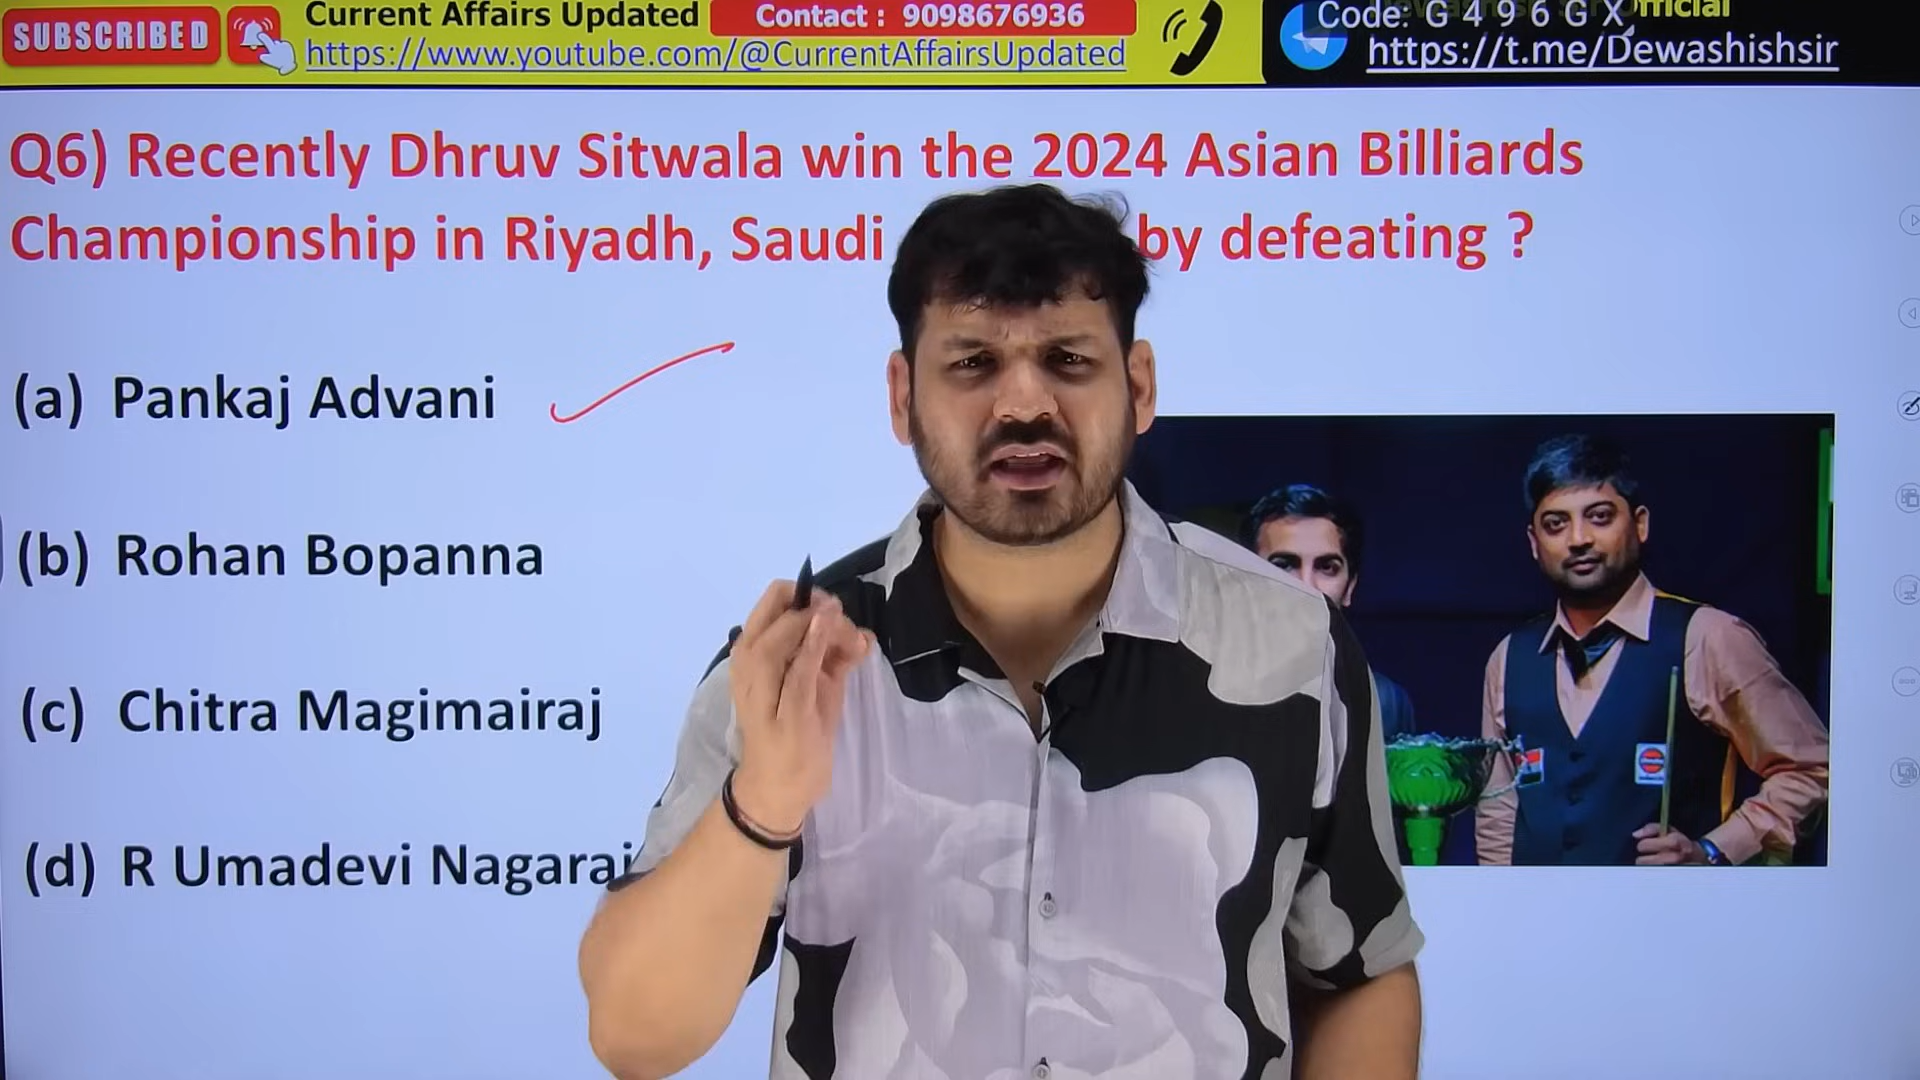 SUBSCRIBED
Current Affairs Updated
https://www.youtube.com/@CurrentAffairsUpdated
Contact : 9098676936
Code: G 4 9 6 G X
Official
https://t.me/Dewashishsir
Q6) Recently Dhruv Sitwala win the 2024 Asian Billiards
Championship in Riyadh, Saudi by defeating ?
(a) Pankaj Advani
(b) Rohan Bopanna
(c) Chitra Magimairaj
(d) R Umadevi Nagaraj